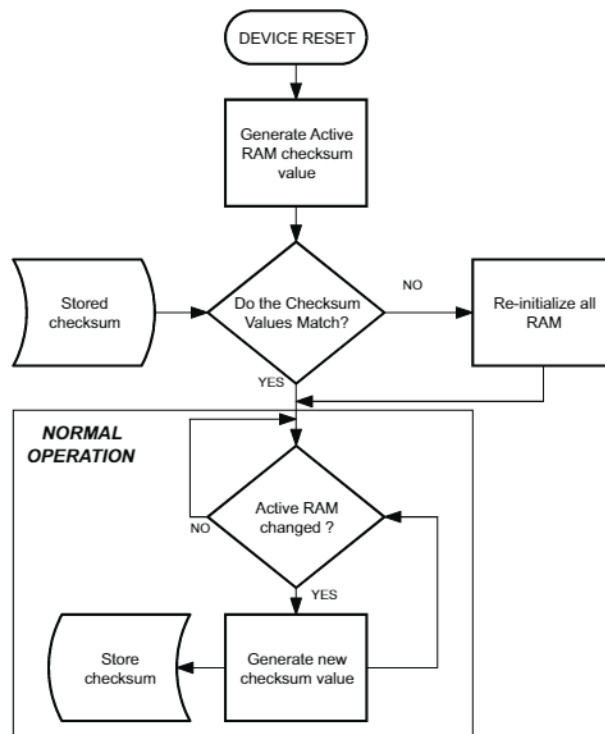 DEVICE RESET
Generate Active
RAM checksum
value
Stored
checksum
Do the Checksum
Values Match?
NO
Re-initialize all
RAM
YES
NORMAL
OPERATION
Active RAM
changed ?
NO
YES
Store
checksum
Generate new
checksum value